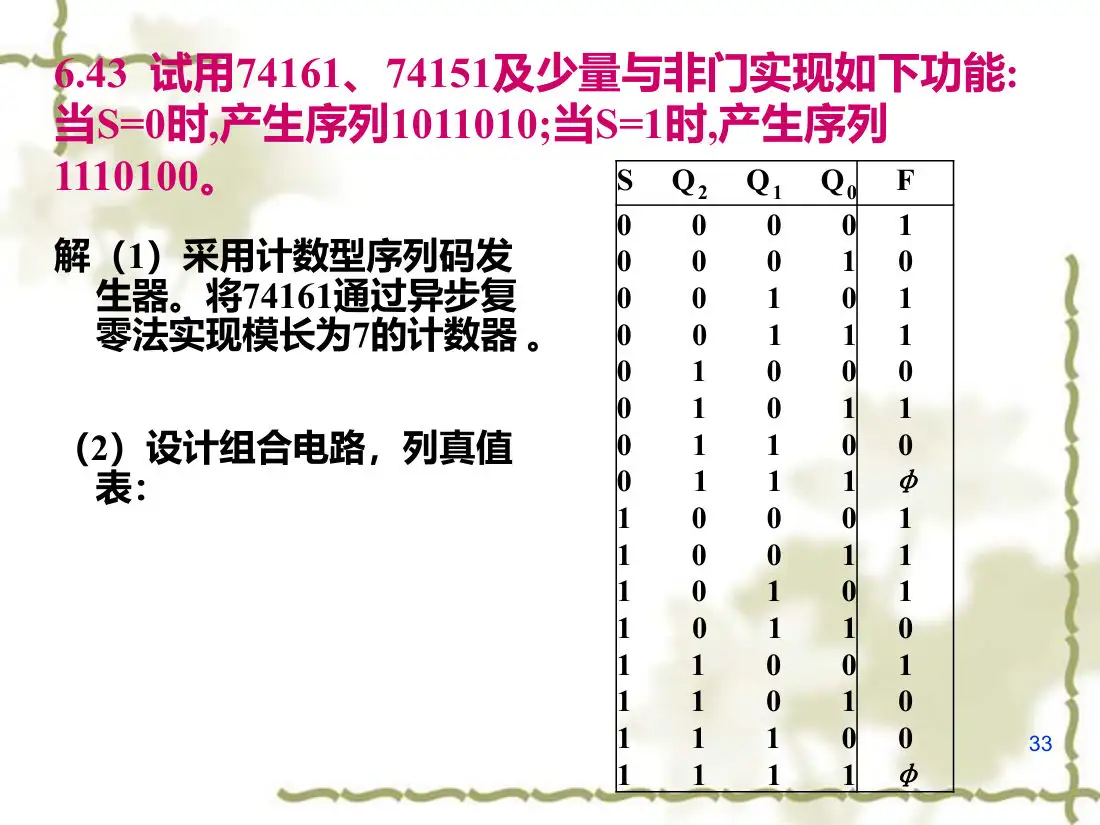 6.43 试用74161、74151及少量与非门实现如下功能:
当S=0时,产生序列1011010;当S=1时,产生序列
1110100。
解（1）采用计数型序列码发
生器。将74161通过异步复
零法实现模长为7的计数器 。
（2）设计组合电路，列真值
表：
S Q2 Q1 Q0 F
0 0 0 0 1
0 0 0 1 0
0 0 1 0 1
0 0 1 1 1
0 1 0 0 0
0 1 0 1 1
0 1 1 0 0
0 1 1 1 ϕ
1 0 0 0 1
1 0 0 1 1
1 0 1 0 1
1 0 1 1 0
1 1 0 0 1
1 1 0 1 0
1 1 1 0 0
1 1 1 1 ϕ
33